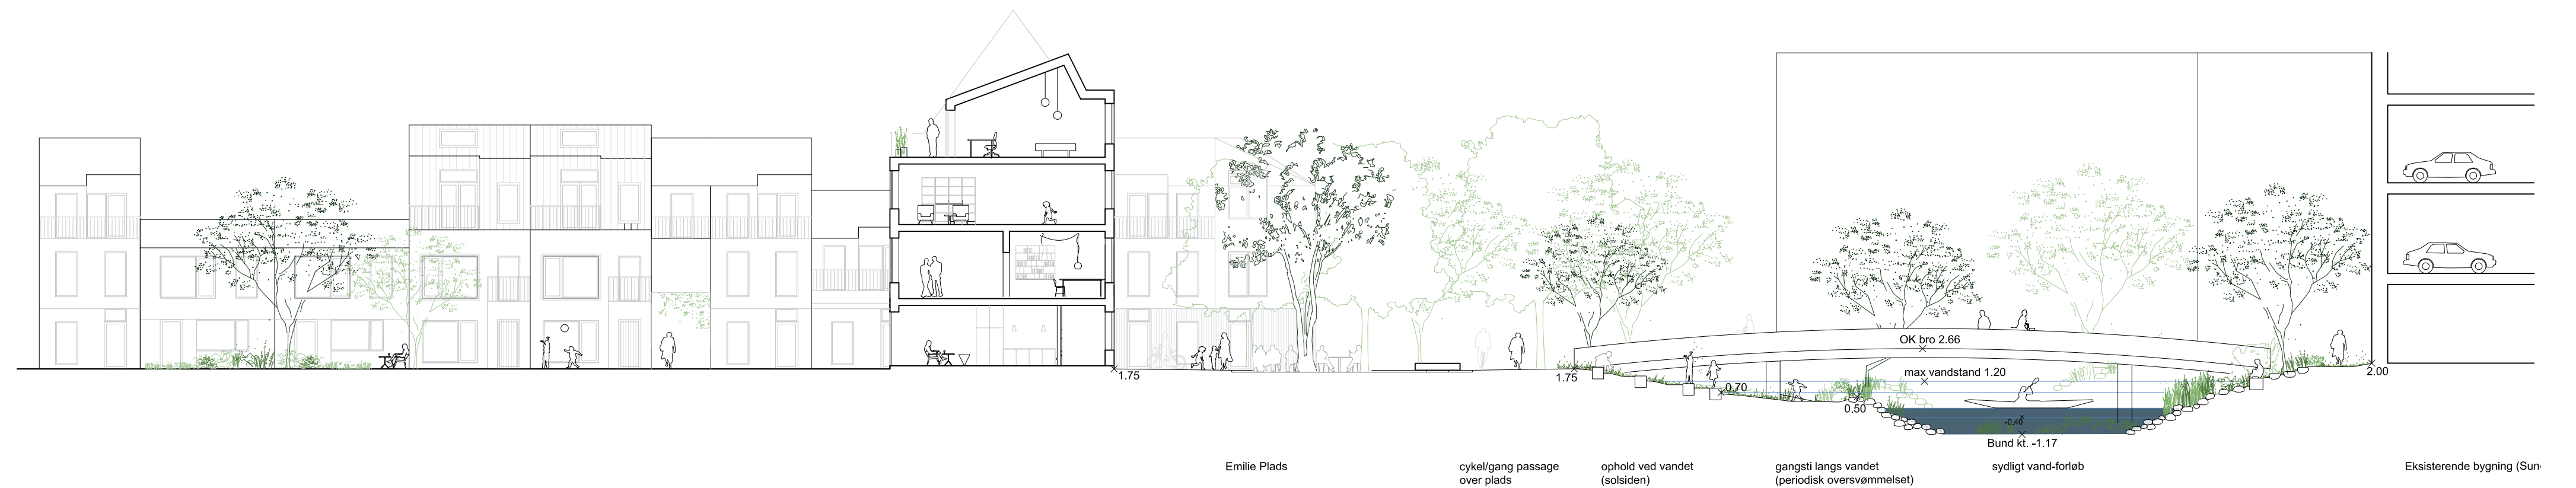 OK bro 2.66
max vandstand 1.20
1.75
1.75
0.70
0.50
-0,40
2.00
Bund kt. -1.17
Emilie Plads
cykel/gang passage
over plads
ophold ved vandet
(solsiden)
gangsti langs vandet
(periodisk oversvømmelset)
sydligt vand-forløb
Eksisterende bygning (Sun